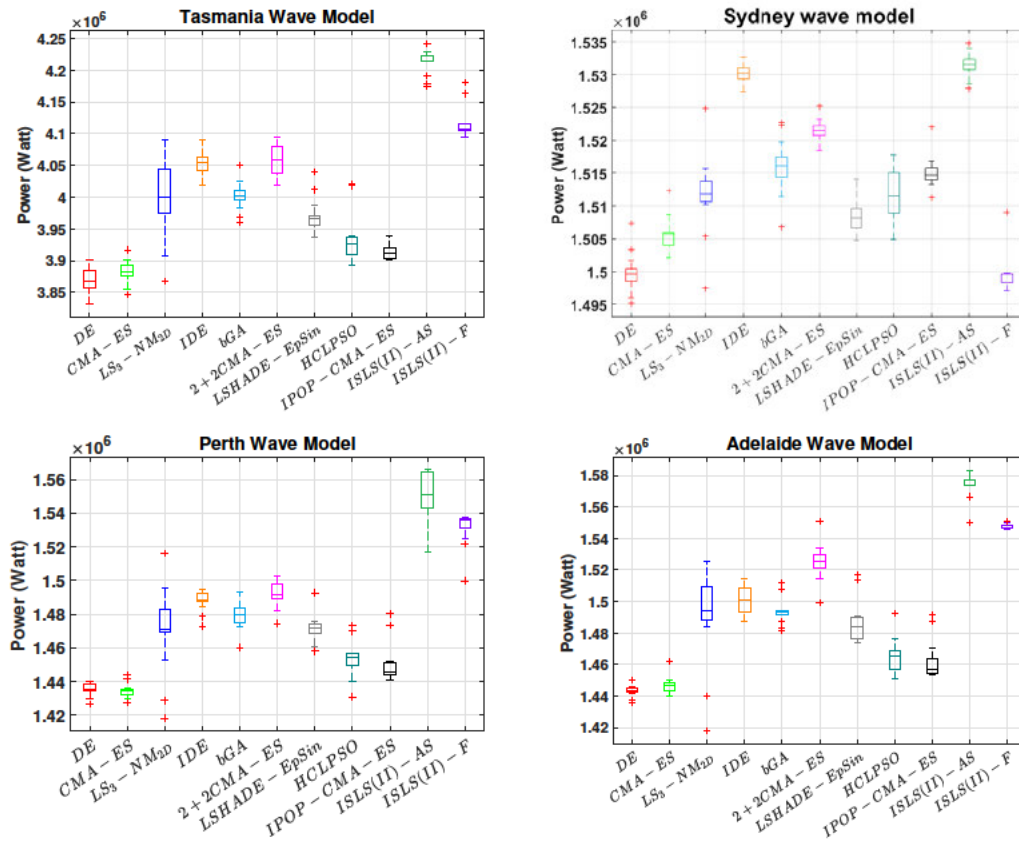 Tasmania Wave Model
×10⁶
4.25
4.2
4.15
4.1
4.05
4
3.95
3.9
3.85
Power (Watt)
DE
CMA − ES
LS₃ − NM₂D
IDE
bGA
2 + 2CMA − ES
LSHADE − EpSin
HCLPSO
IPOP − CMA − ES
ISLS(II) − AS
ISLS(II) − F
Sydney wave model
×10⁶
1.535
1.53
1.525
1.52
1.515
1.51
1.505
1.5
1.495
Power (Watt)
DE
CMA − ES
LS₃ − NM₂D
IDE
bGA
2 + 2CMA − ES
LSHADE − EpSin
HCLPSO
IPOP − CMA − ES
ISLS(II) − AS
ISLS(II) − F
Perth Wave Model
×10⁶
1.56
1.54
1.52
1.5
1.48
1.46
1.44
1.42
Power (Watt)
DE
CMA − ES
LS₃ − NM₂D
IDE
bGA
2 + 2CMA − ES
LSHADE − EpSin
HCLPSO
IPOP − CMA − ES
ISLS(II) − AS
ISLS(II) − F
Adelaide Wave Model
×10⁶
1.58
1.56
1.54
1.52
1.5
1.48
1.46
1.44
1.42
Power (Watt)
DE
CMA − ES
LS₃ − NM₂D
IDE
bGA
2 + 2CMA − ES
LSHADE − EpSin
HCLPSO
IPOP − CMA − ES
ISLS(II) − AS
ISLS(II) − F